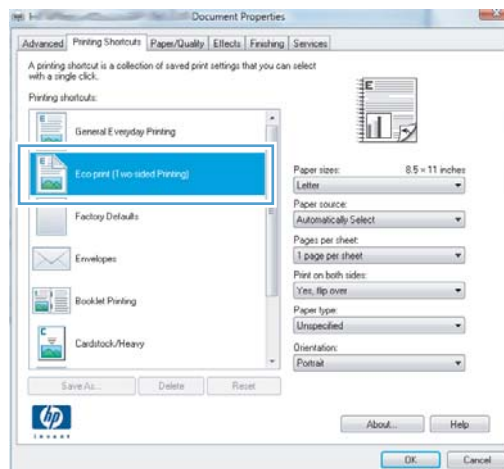 Document Properties
Advanced Printing Shortcuts Paper/Quality Effects Finishing Services
A printing shortcut is a collection of saved print settings that you can select
with a single click.
Printing shortcuts:
General Everyday Printing
Eco-print (Two-sided Printing)
Factory Defaults
Envelopes
Booklet Printing
Cardstock/Heavy
Save As... Delete Reset
Paper sizes: 8.5 × 11 inches
Letter
Paper source:
Automatically Select
Pages per sheet:
1 page per sheet
Print on both sides:
Yes, flip over
Paper type:
Unspecified
Orientation:
Portrait
hp
invent
About... Help
OK Cancel